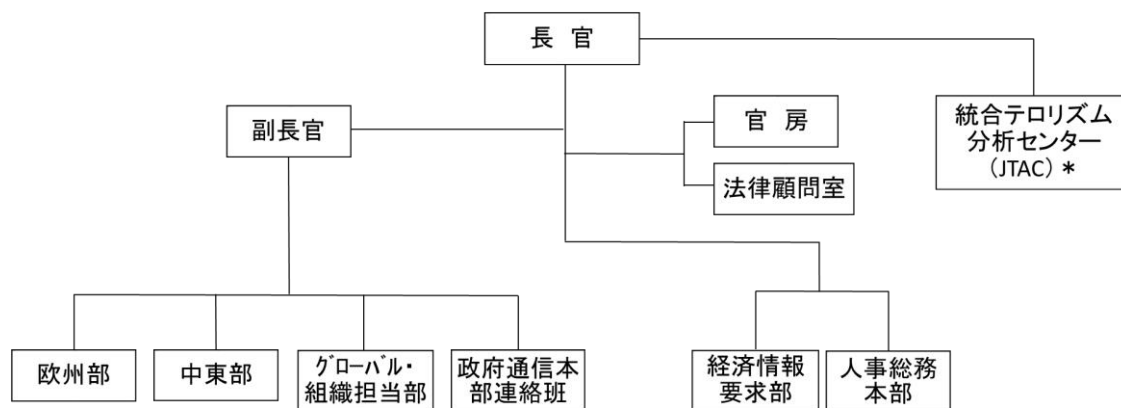 長 官
副長官
官 房
法律顧問室
統合テロリズム
分析センター
(JTAC) *
欧州部
中東部
グローバル・
組織担当部
政府通信本
部連絡班
経済情報
要求部
人事総務
本部